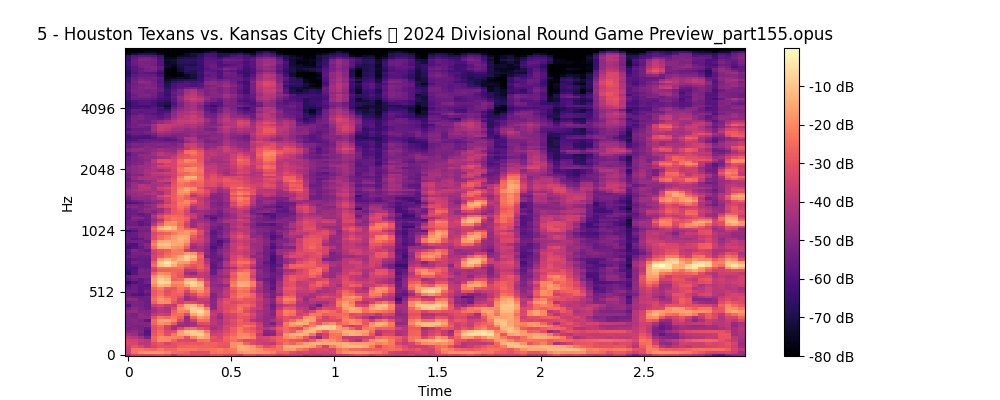 5 - Houston Texans vs. Kansas City Chiefs ▯ 2024 Divisional Round Game Preview_part155.opus
4096
2048
1024
512
0
Hz
0
0.5
1
1.5
2
2.5
Time
-10 dB
-20 dB
-30 dB
-40 dB
-50 dB
-60 dB
-70 dB
-80 dB